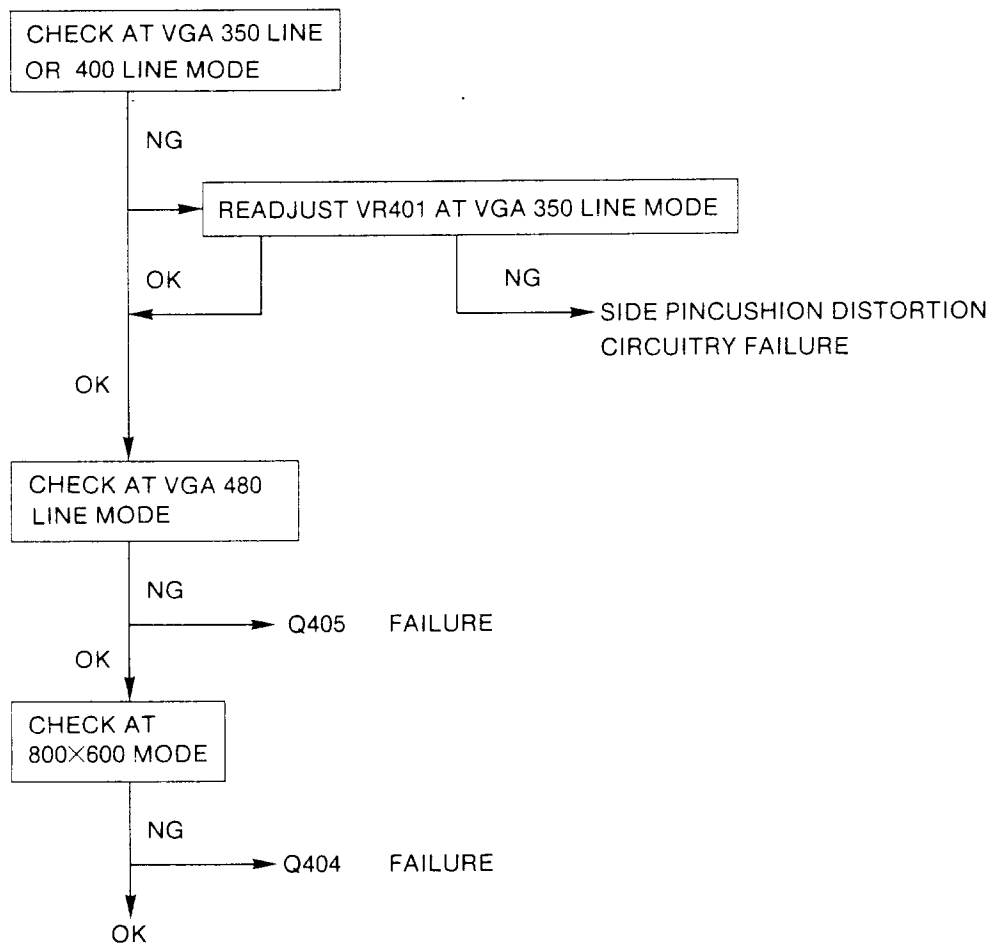 CHECK AT VGA 350 LINE
OR 400 LINE MODE
NG
READJUST VR401 AT VGA 350 LINE MODE
OK
NG
SIDE PINCUSHION DISTORTION
CIRCUITRY FAILURE
OK
CHECK AT VGA 480
LINE MODE
NG
Q405 FAILURE
OK
CHECK AT
800×600 MODE
NG
Q404 FAILURE
OK